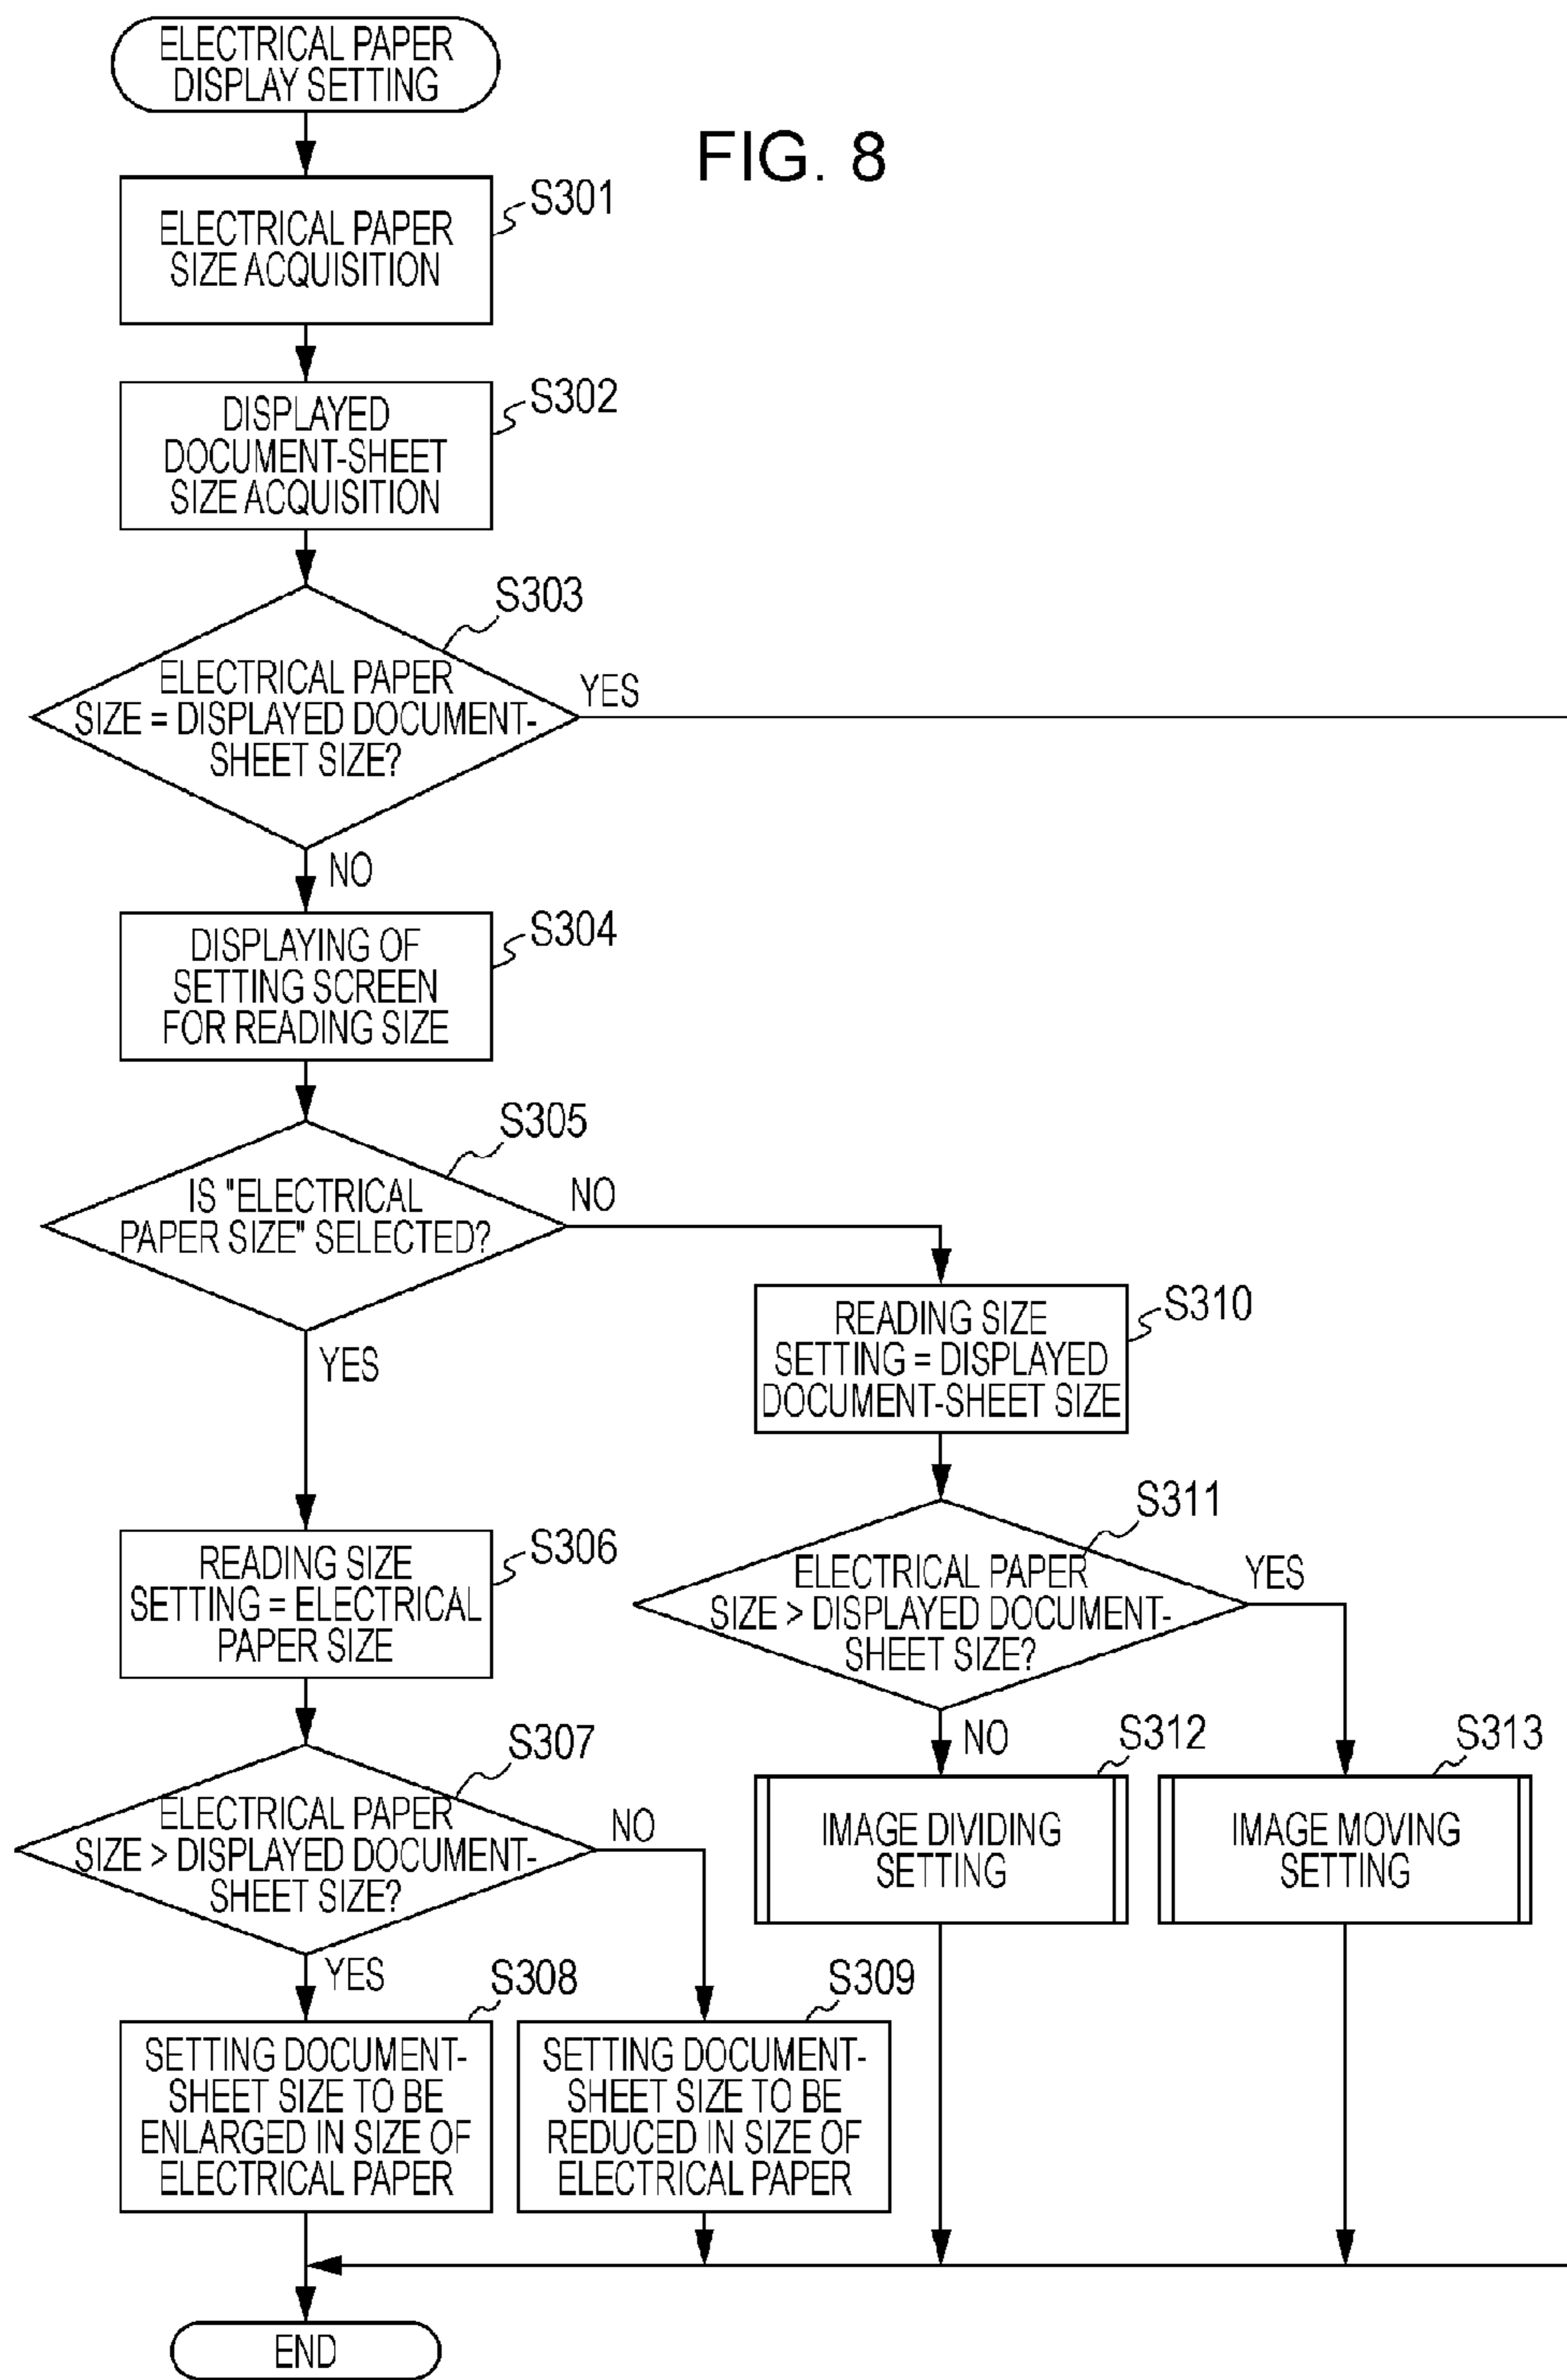 ELECTRICAL PAPER
DISPLAY SETTING
FIG. 8
S301
ELECTRICAL PAPER
SIZE ACQUISITION
S302
DISPLAYED
DOCUMENT-SHEET
SIZE ACQUISITION
S303
ELECTRICAL PAPER
SIZE = DISPLAYED DOCUMENT-
SHEET SIZE?
YES
NO
S304
DISPLAYING OF
SETTING SCREEN
FOR READING SIZE
S305
IS "ELECTRICAL
PAPER SIZE" SELECTED?
NO
YES
S310
READING SIZE
SETTING = DISPLAYED
DOCUMENT-SHEET SIZE
S306
READING SIZE
SETTING = ELECTRICAL
PAPER SIZE
S311
ELECTRICAL PAPER
SIZE > DISPLAYED DOCUMENT-
SHEET SIZE?
YES
NO
S307
ELECTRICAL PAPER
SIZE > DISPLAYED DOCUMENT-
SHEET SIZE?
NO
YES
S312
IMAGE DIVIDING
SETTING
S313
IMAGE MOVING
SETTING
S308
SETTING DOCUMENT-
SHEET SIZE TO BE
ENLARGED IN SIZE OF
ELECTRICAL PAPER
S309
SETTING DOCUMENT-
SHEET SIZE TO BE
REDUCED IN SIZE OF
ELECTRICAL PAPER
END